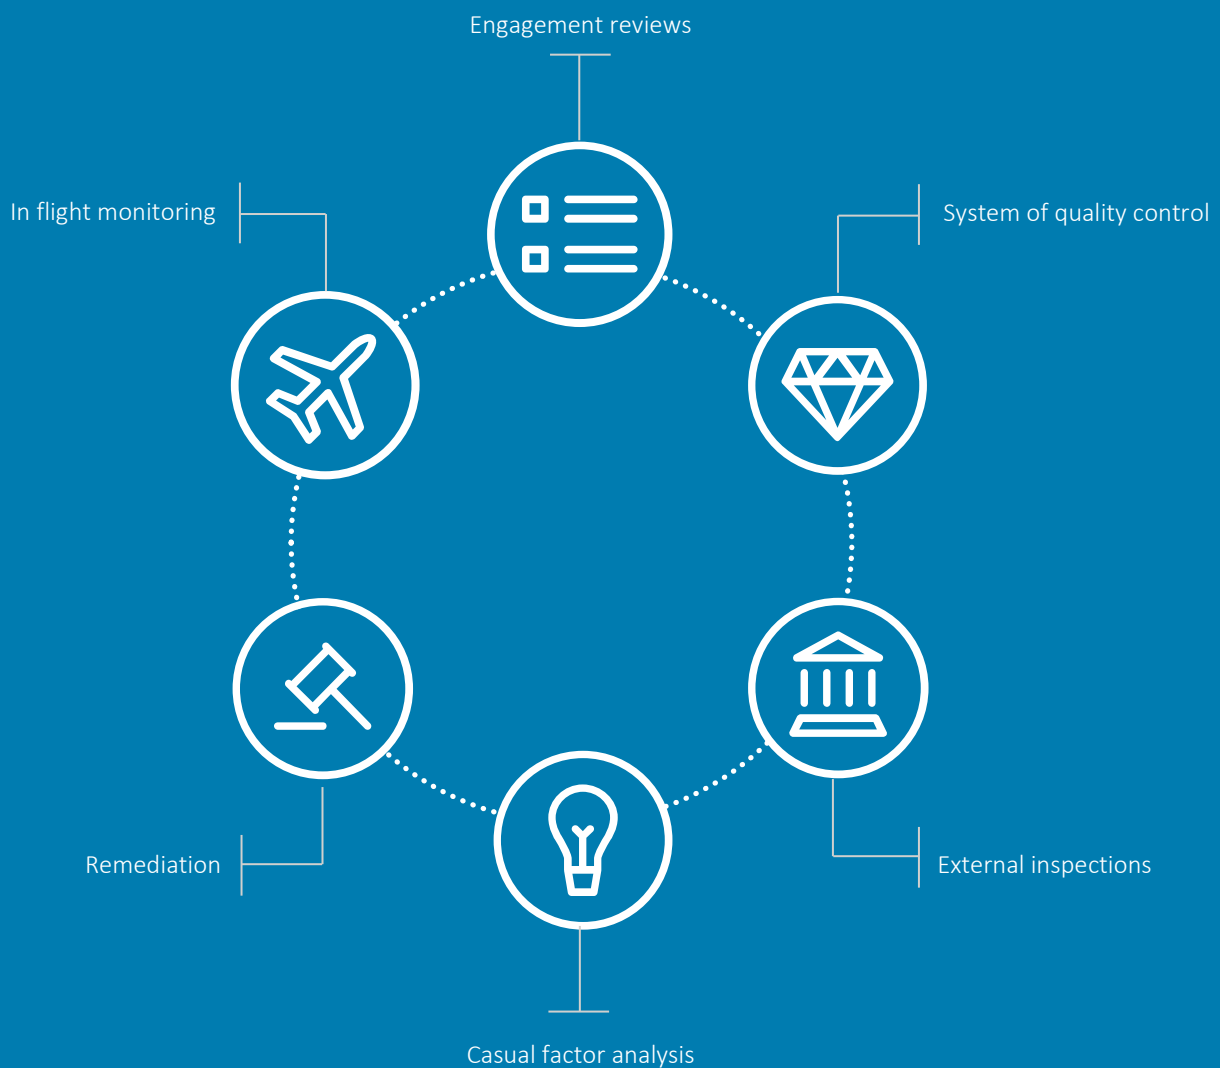 Engagement reviews
In flight monitoring
System of quality control
Remediation
External inspections
Casual factor analysis